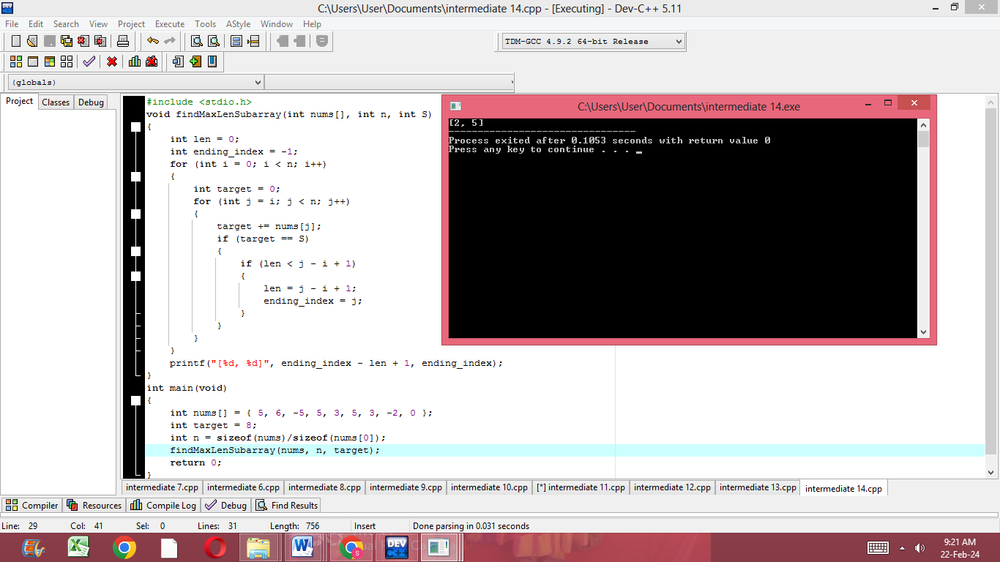 C:\Users\User\Documents\intermediate 14.cpp - [Executing] - Dev-C++ 5.11
File Edit Search View Project Execute Tools AStyle Window Help
TDM-GCC 4.9.2 64-bit Release
(globals)
Project Classes Debug
#include <stdio.h>
void findMaxLenSubarray(int nums[], int n, int S)
{
    int len = 0;
    int ending_index = -1;
    for (int i = 0; i < n; i++)
    {
        int target = 0;
        for (int j = i; j < n; j++)
        {
            target += nums[j];
            if (target == S)
            {
                if (len < j - i + 1)
                {
                    len = j - i + 1;
                    ending_index = j;
                }
            }
        }
    }
    printf("[%d, %d]", ending_index - len + 1, ending_index);
}
int main(void)
{
    int nums[] = { 5, 6, -5, 5, 3, 5, 3, -2, 0 };
    int target = 8;
    int n = sizeof(nums)/sizeof(nums[0]);
    findMaxLenSubarray(nums, n, target);
    return 0;
}
C:\Users\User\Documents\intermediate 14.exe
[2, 5]
--------------------------------
Process exited after 0.1053 seconds with return value 0
Press any key to continue . . . _
intermediate 7.cpp intermediate 6.cpp intermediate 8.cpp intermediate 9.cpp intermediate 10.cpp [*] intermediate 11.cpp intermediate 12.cpp intermediate 13.cpp intermediate 14.cpp
Compiler Resources Compile Log Debug Find Results
Line: 29 Col: 41 Sel: 0 Lines: 31 Length: 756 Insert Done parsing in 0.031 seconds
DEV C++
9:21 AM
22-Feb-24